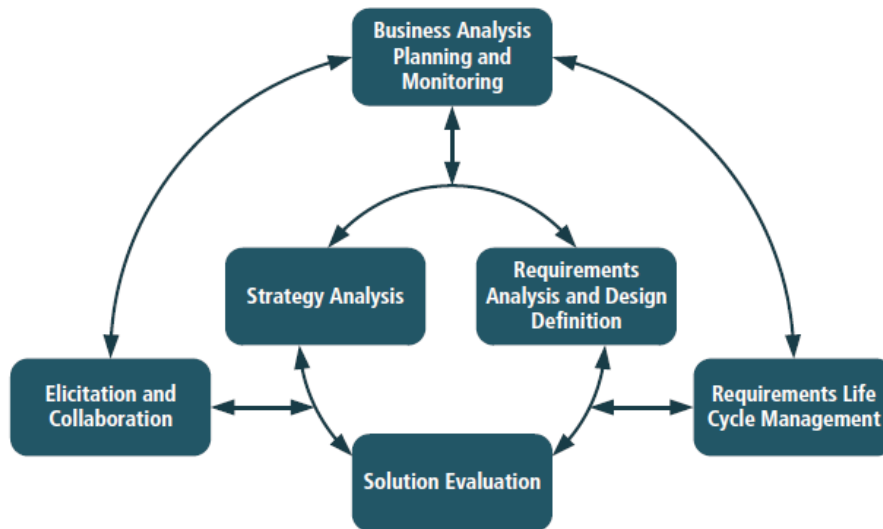 Business Analysis
Planning and
Monitoring
Strategy Analysis
Requirements
Analysis and Design
Definition
Elicitation and
Collaboration
Requirements Life
Cycle Management
Solution Evaluation